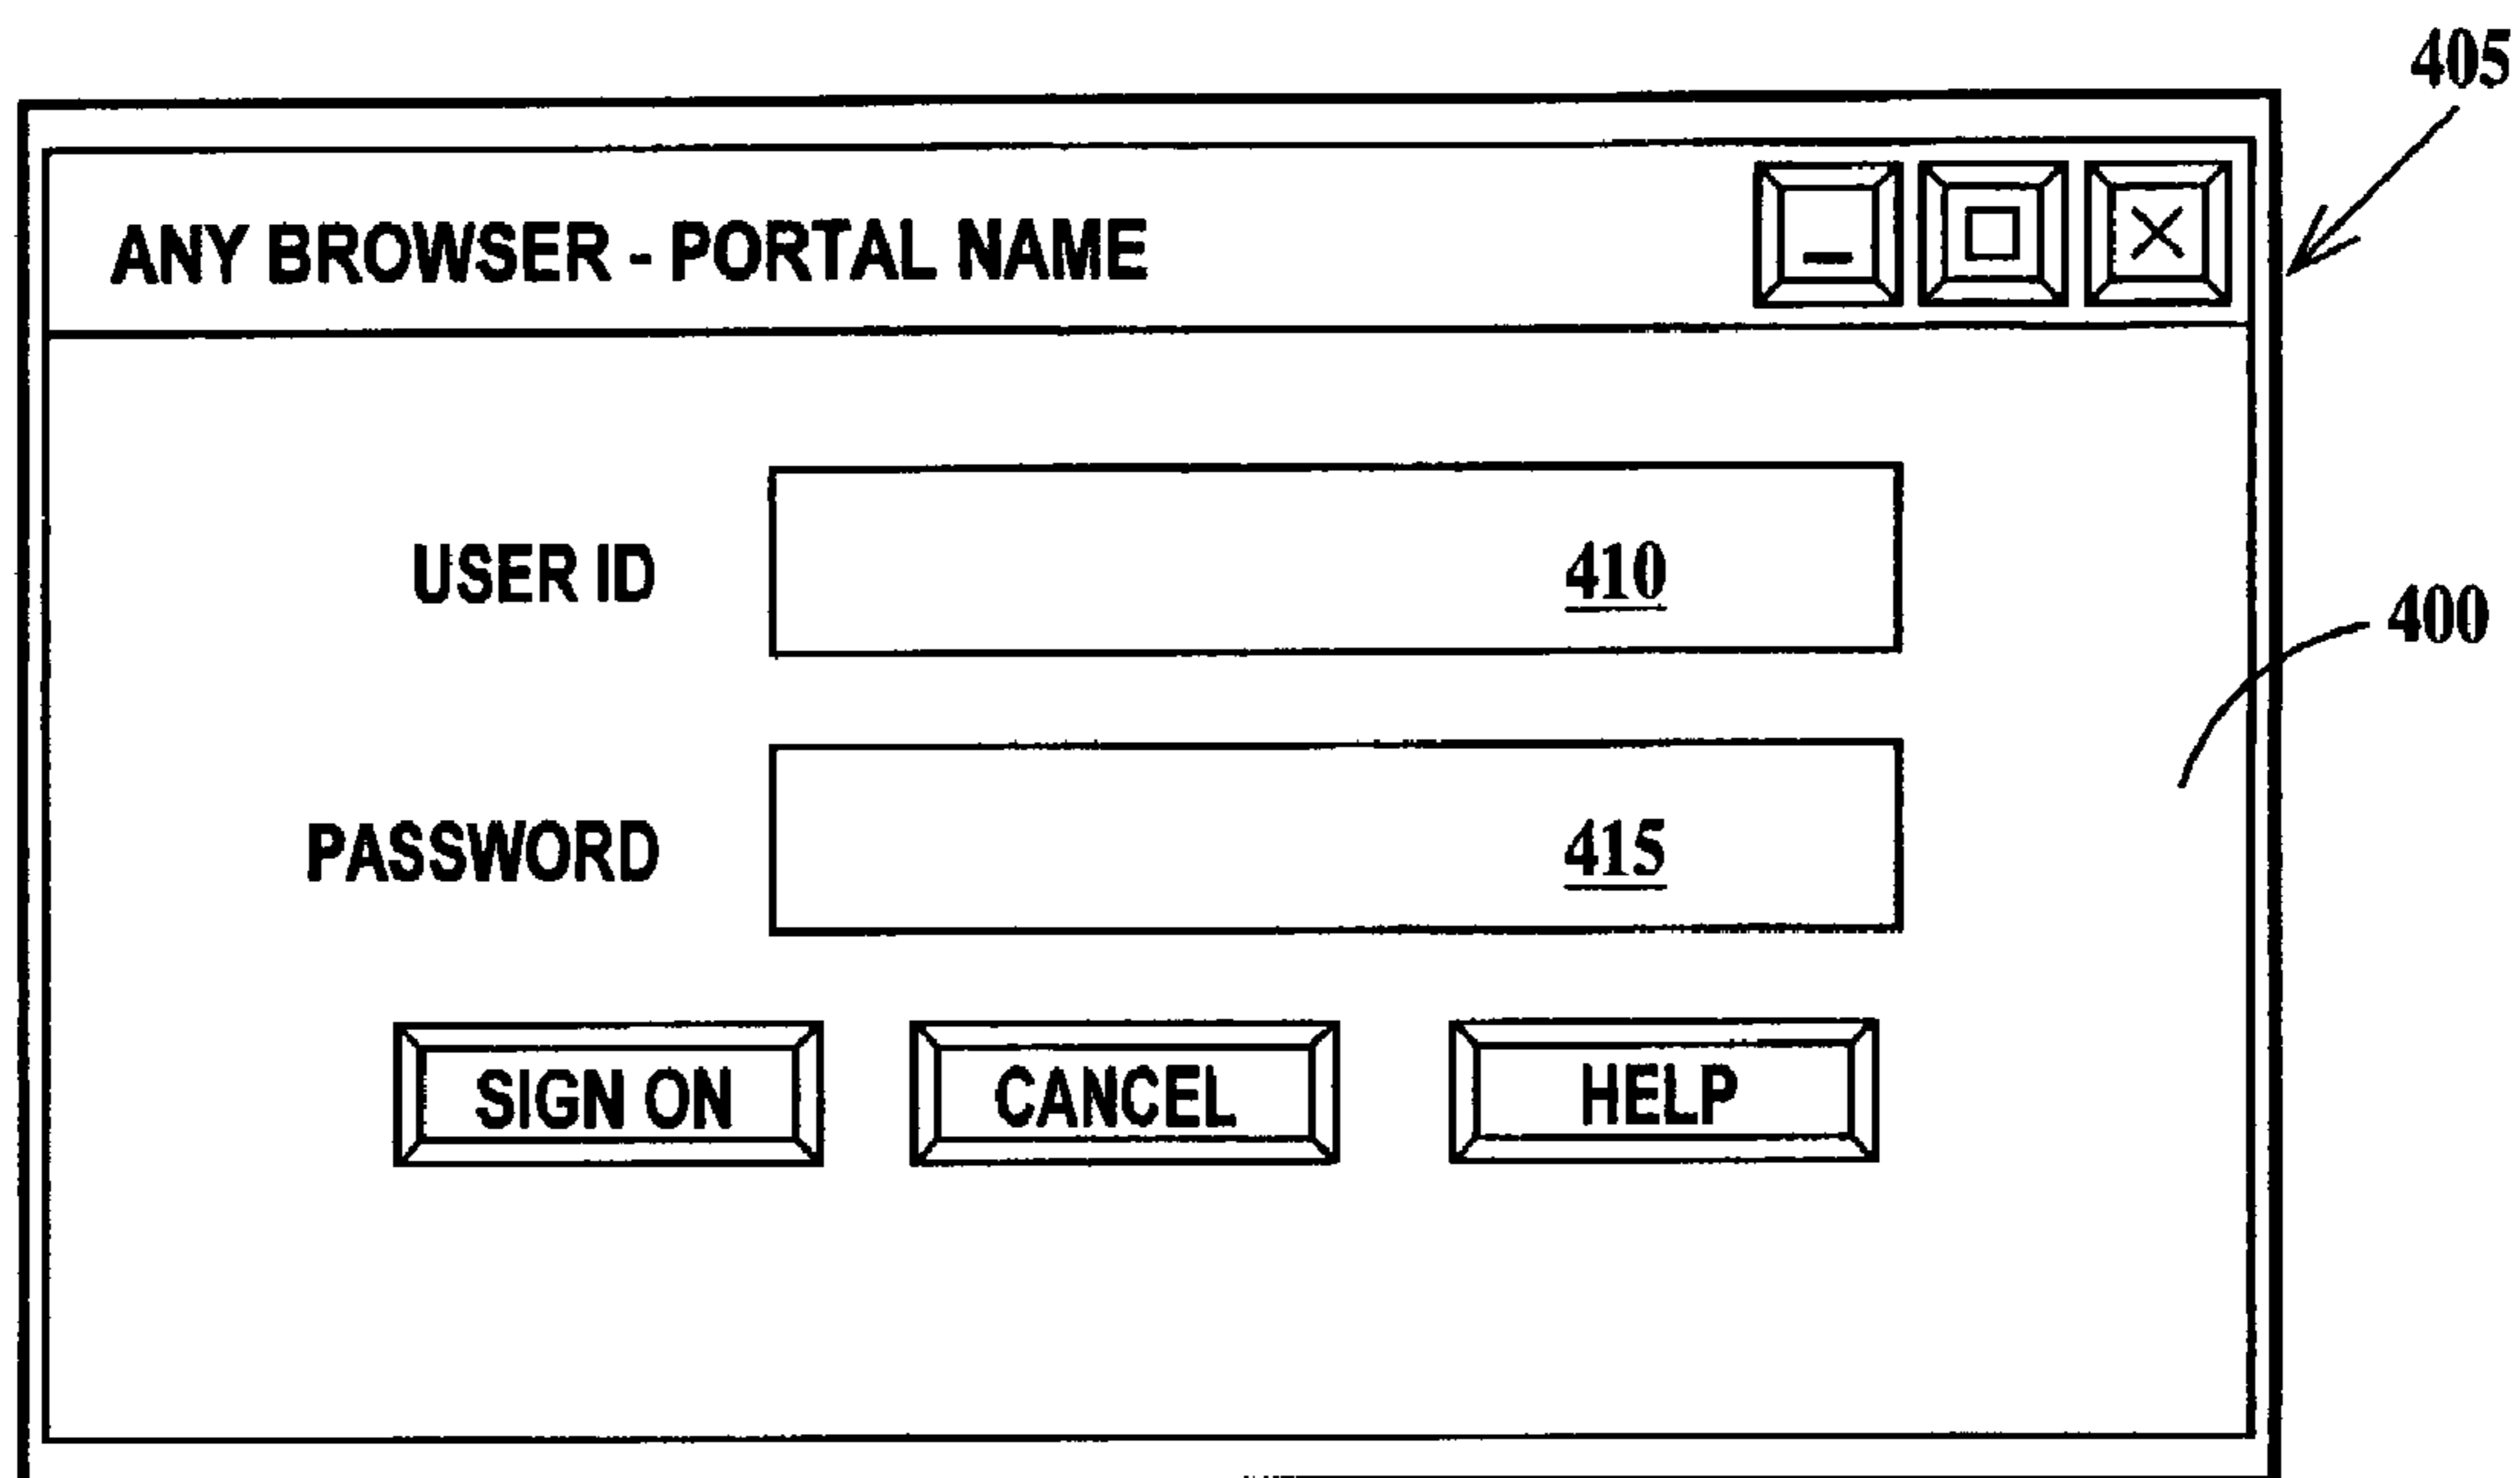 405
ANY BROWSER - PORTAL NAME
USER ID
410
400
PASSWORD
415
SIGN ON
CANCEL
HELP